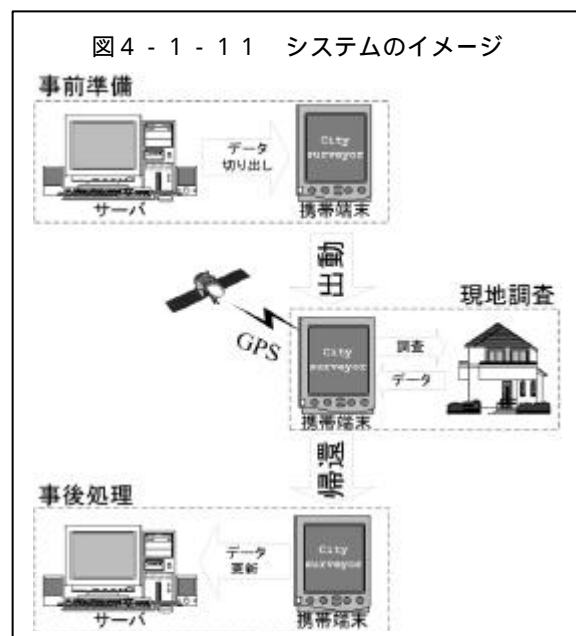 図４-１-１１　システムのイメージ
事前準備
データ
切り出し
City
surveyor
サーバ
携帯端末
出動
現地調査
GPS
City
surveyor
調査
データ
携帯端末
帰還
事後処理
データ
更新
City
surveyor
サーバ
携帯端末